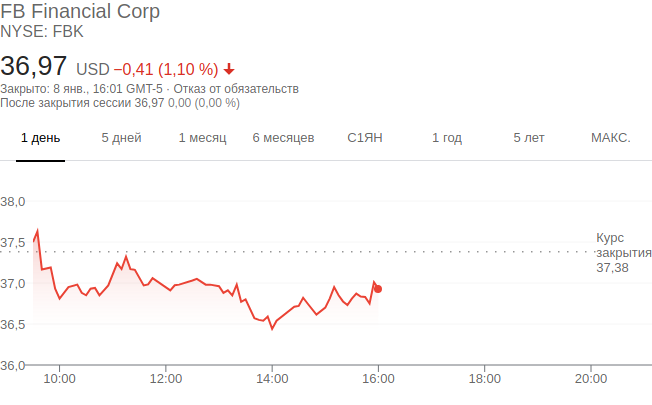 FB Financial Corp
NYSE: FBK
36,97 USD −0,41 (1,10 %)
Закрыто: 8 янв., 16:01 GMT-5 · Отказ от обязательств
После закрытия сессии 36,97 0,00 (0,00 %)
1 день 5 дней 1 месяц 6 месяцев С1ЯН 1 год 5 лет МАКС.
38,0
37,5
37,0
36,5
36,0
Курс
закрытия
37,38
10:00 12:00 14:00 16:00 18:00 20:00